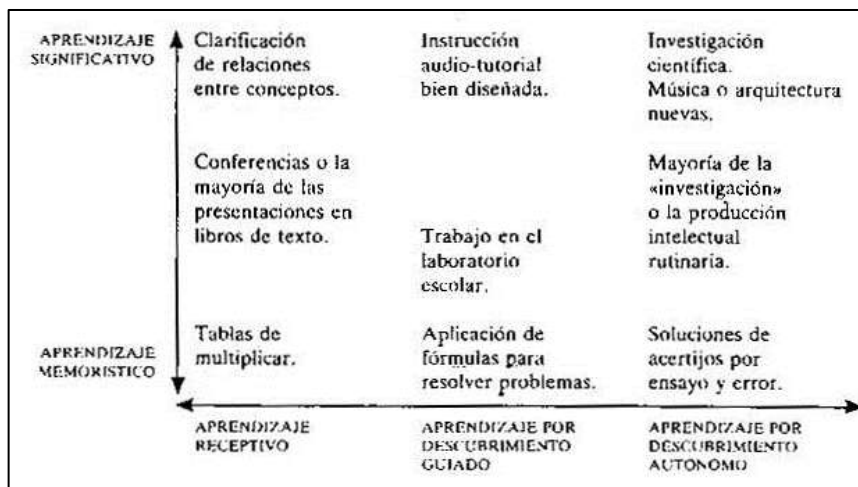 APRENDIZAJE
SIGNIFICATIVO
Clarificación
de relaciones
entre conceptos.
Instrucción
audio-tutorial
bien diseñada.
Investigación
científica.
Música o arquitectura
nuevas.
Conferencias o la
mayoría de las
presentaciones en
libros de texto.
Trabajo en el
laboratorio
escolar.
Mayoría de la
«investigación»
o la producción
intelectual
rutinaria.
APRENDIZAJE
MEMORISTICO
Tablas de
multiplicar.
Aplicación de
fórmulas para
resolver problemas.
Soluciones de
acertijos por
ensayo y error.
APRENDIZAJE
RECEPTIVO
APRENDIZAJE POR
DESCUBRIMIENTO
GUIADO
APRENDIZAJE POR
DESCUBRIMIENTO
AUTONOMO